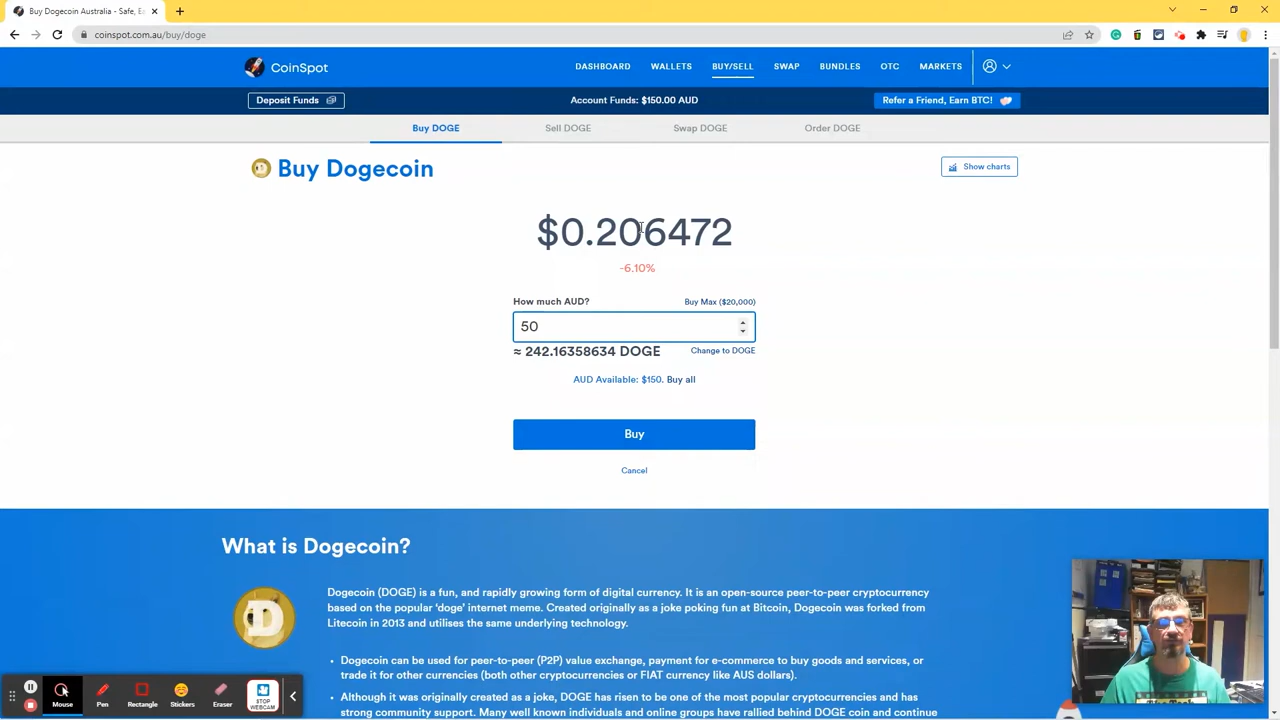 Buy Dogecoin Australia - Safe, Ea
coinspot.com.au/buy/doge
CoinSpot
DASHBOARD
WALLETS
BUY/SELL
SWAP
BUNDLES
OTC
MARKETS
Deposit Funds
Account Funds: $150.00 AUD
Refer a Friend, Earn BTC!
Buy DOGE
Sell DOGE
Swap DOGE
Order DOGE
Buy Dogecoin
Show charts
$0.206472
-6.10%
How much AUD?
Buy Max ($20,000)
50
≈ 242.16358634 DOGE
Change to DOGE
AUD Available: $150. Buy all
Buy
Cancel
What is Dogecoin?
Dogecoin (DOGE) is a fun, and rapidly growing form of digital currency. It is an open-source peer-to-peer cryptocurrency
based on the popular 'doge' internet meme. Created originally as a joke poking fun at Bitcoin, Dogecoin was forked from
Litecoin in 2013 and utilises the same underlying technology.
• Dogecoin can be used for peer-to-peer (P2P) value exchange, payment for e-commerce to buy goods and services, or
trade it for other currencies (both other cryptocurrencies or FIAT currency like AUS dollars).
• Although it was originally created as a joke, DOGE has risen to be one of the most popular cryptocurrencies and has
strong community support. Many well known individuals and online groups have rallied behind DOGE coin and continue
Mouse
Pen
Rectangle
Stickers
Eraser
STOP
WEBCAM